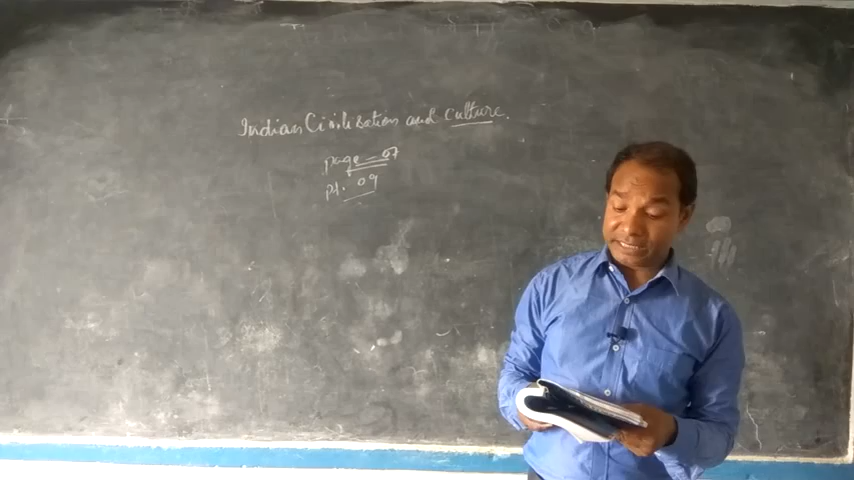 Indian Civilisation and culture.
page - 07
pt. 09